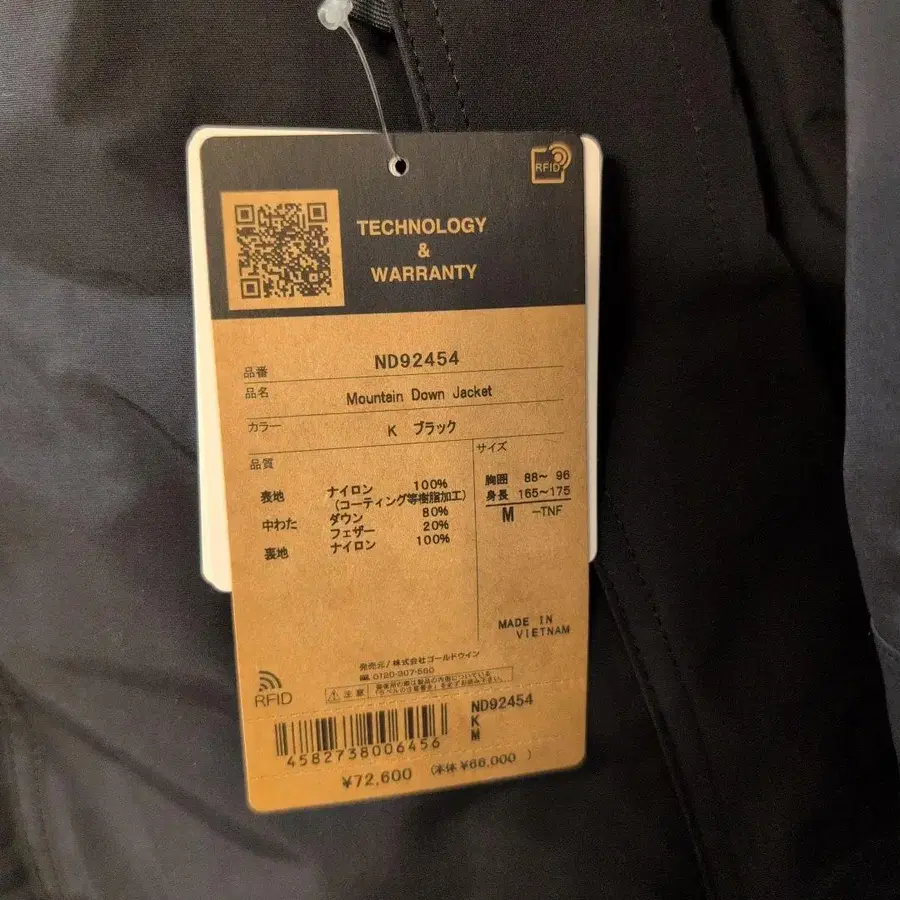 RFID
TECHNOLOGY
&
WARRANTY
品番 ND92454
品名 Mountain Down Jacket
カラー K ブラック
品質
表地 ナイロン 100%
(コーティング等樹脂加工)
中わた ダウン 80%
フェザー 20%
裏地 ナイロン 100%
サイズ
胸囲 88~ 96
身長 165~175
M -TNF
MADE IN
VIETNAM
発売元/株式会社ゴールドウイン
0120-307-560
RFID
注意
ND92454
K
M
4582738006456
¥72,600 (本体 ¥66,000 )